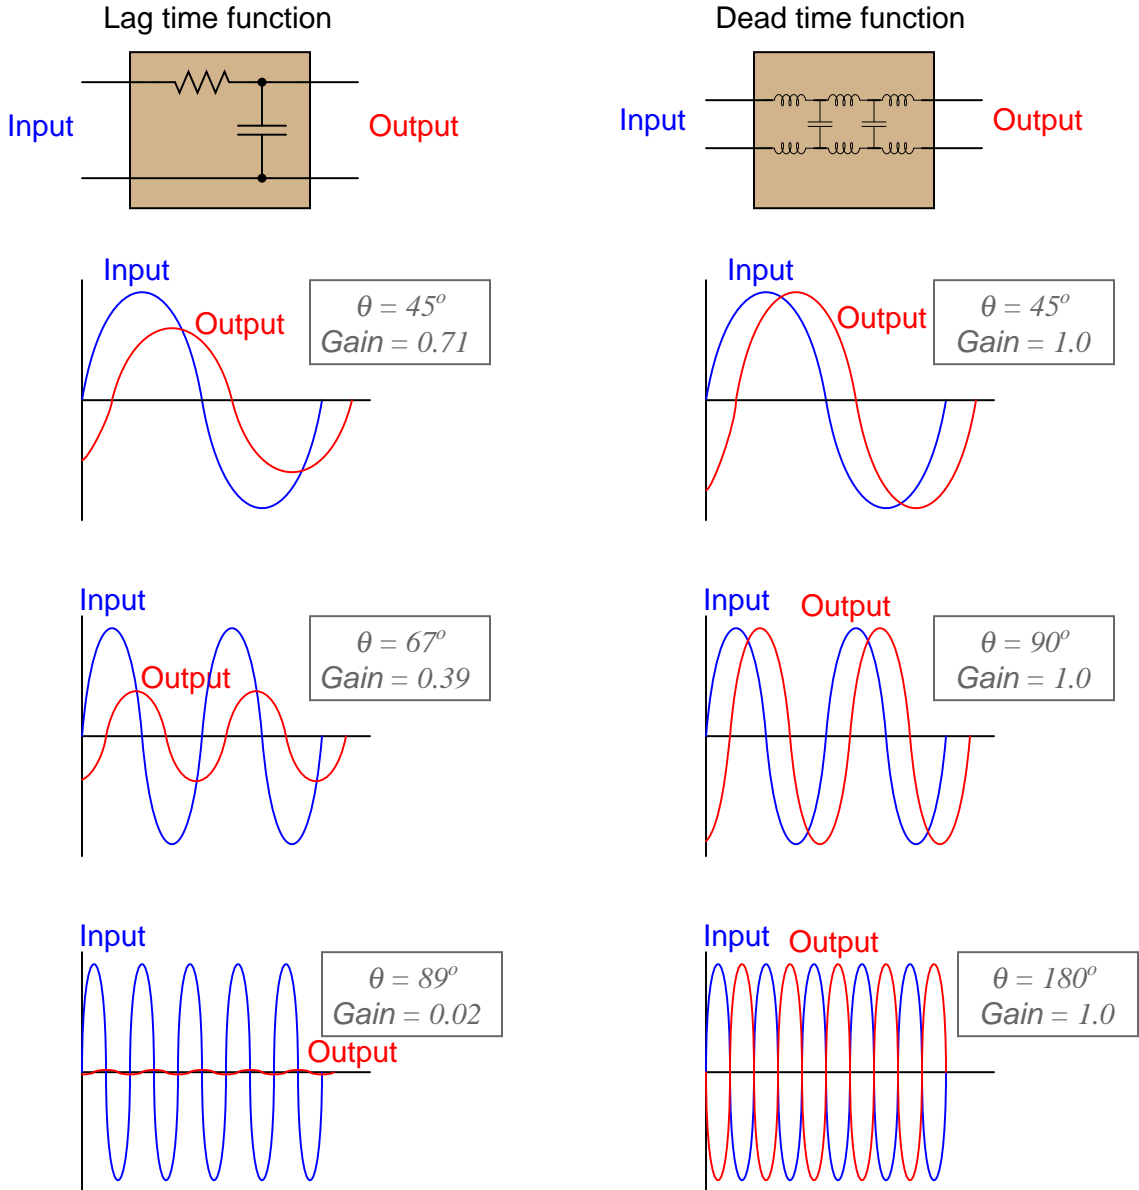 Lag time function
Dead time function
Input
Output
Input
Output
Input
Output
θ = 45°
Gain = 0.71
Input
Output
θ = 45°
Gain = 1.0
Input
Output
θ = 67°
Gain = 0.39
Input
Output
θ = 90°
Gain = 1.0
Input
θ = 89°
Gain = 0.02
Output
Input
Output
θ = 180°
Gain = 1.0